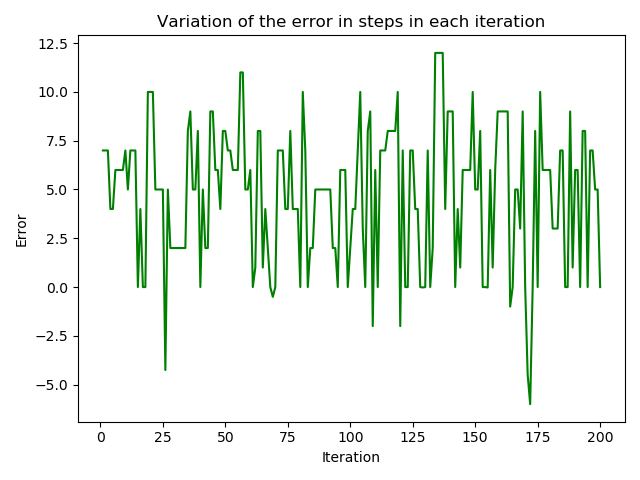 Variation of the error in steps in each iteration
12.5
10.0
7.5
5.0
2.5
0.0
−2.5
−5.0
Error
0 25 50 75 100 125 150 175 200
Iteration